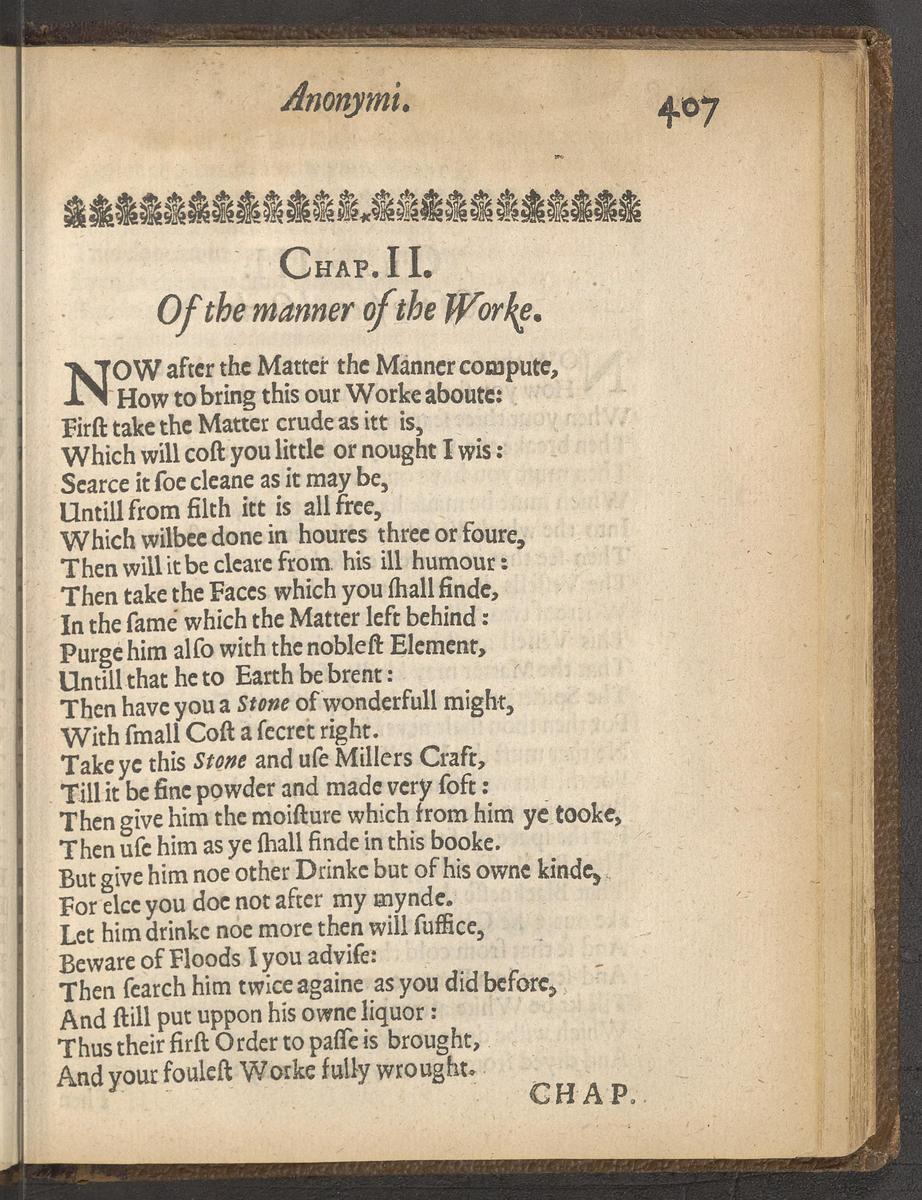 Anonymi. 407
CHAP. II.
Of the manner of the Worke.
NOW after the Matter the Manner compute,
How to bring this our Worke aboute:
Firſt take the Matter crude as itt is,
Which will coſt you little or nought I wis:
Searce it ſoe cleane as it may be,
Untill from filth itt is all free,
Which wilbee done in houres three or foure,
Then will it be cleare from his ill humour:
Then take the Faces which you ſhall finde,
In the ſame which the Matter left behind:
Purge him alſo with the nobleſt Element,
Untill that he to Earth be brent:
Then have you a Stone of wonderfull might,
With ſmall Coſt a ſecret right.
Take ye this Stone and uſe Millers Craft,
Till it be fine powder and made very ſoft:
Then give him the moiſture which from him ye tooke,
Then uſe him as ye ſhall finde in this booke.
But give him noe other Drinke but of his owne kinde,
For elce you doe not after my mynde.
Let him drinke noe more then will ſuffice,
Beware of Floods I you adviſe:
Then ſearch him twice againe as you did before,
And ſtill put uppon his owne liquor:
Thus their firſt Order to paſſe is brought,
And your fouleſt Worke fully wrought.
CHAP.